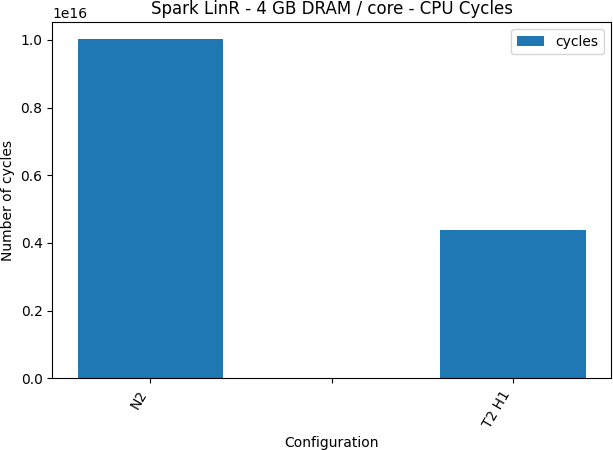 Spark LinR - 4 GB DRAM / core - CPU Cycles
1e16
cycles
Number of cycles
1.0
0.8
0.6
0.4
0.2
0.0
N2
T2 H1
Configuration